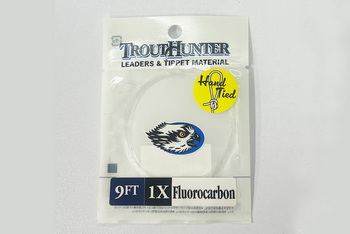 TROUTHUNTER
LEADERS & TIPPET MATERIAL
Hand
Tied
9FT 1X Fluorocarbon